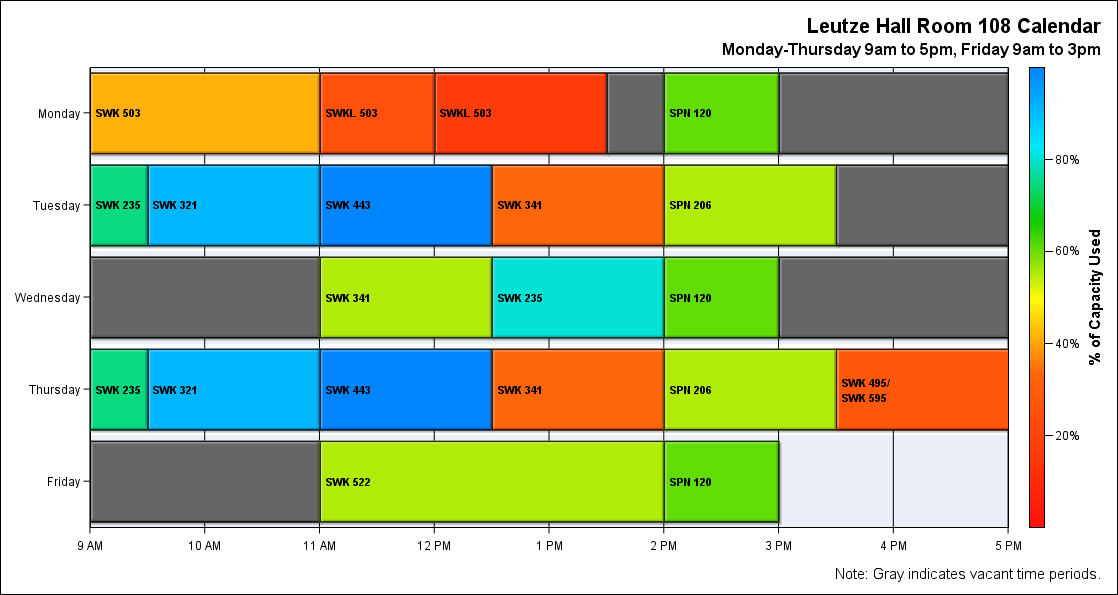 Leutze Hall Room 108 Calendar
Monday-Thursday 9am to 5pm, Friday 9am to 3pm
Monday
SWK 503
SWKL 503
SWKL 503
SPN 120
Tuesday
SWK 235
SWK 321
SWK 443
SWK 341
SPN 206
Wednesday
SWK 341
SWK 235
SPN 120
Thursday
SWK 235
SWK 321
SWK 443
SWK 341
SPN 206
SWK 495/
SWK 595
Friday
SWK 522
SPN 120
9 AM
10 AM
11 AM
12 PM
1 PM
2 PM
3 PM
4 PM
5 PM
80%
60%
40%
20%
% of Capacity Used
Note: Gray indicates vacant time periods.